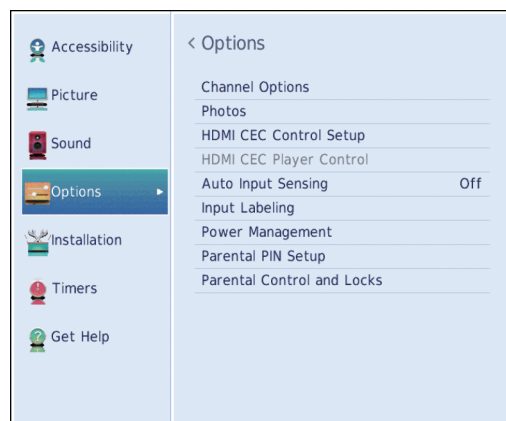 Accessibility
Picture
Sound
Options
Installation
Timers
Get Help
< Options
Channel Options
Photos
HDMI CEC Control Setup
HDMI CEC Player Control
Auto Input Sensing Off
Input Labeling
Power Management
Parental PIN Setup
Parental Control and Locks